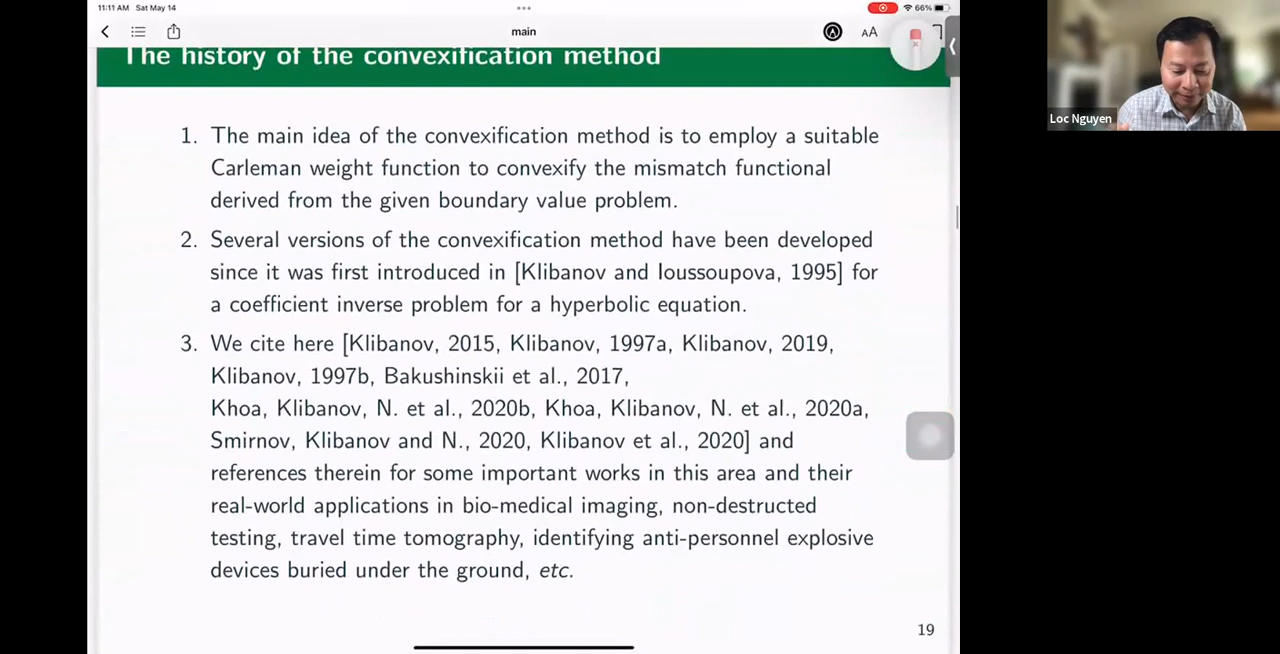 11:11 AM Sat May 14
66%
main
AA
The history of the convexification method
1. The main idea of the convexification method is to employ a suitable
Carleman weight function to convexify the mismatch functional
derived from the given boundary value problem.
2. Several versions of the convexification method have been developed
since it was first introduced in [Klibanov and Ioussoupova, 1995] for
a coefficient inverse problem for a hyperbolic equation.
3. We cite here [Klibanov, 2015, Klibanov, 1997a, Klibanov, 2019,
Klibanov, 1997b, Bakushinskii et al., 2017,
Khoa, Klibanov, N. et al., 2020b, Khoa, Klibanov, N. et al., 2020a,
Smirnov, Klibanov and N., 2020, Klibanov et al., 2020] and
references therein for some important works in this area and their
real-world applications in bio-medical imaging, non-destructed
testing, travel time tomography, identifying anti-personnel explosive
devices buried under the ground, etc.
19
Loc Nguyen